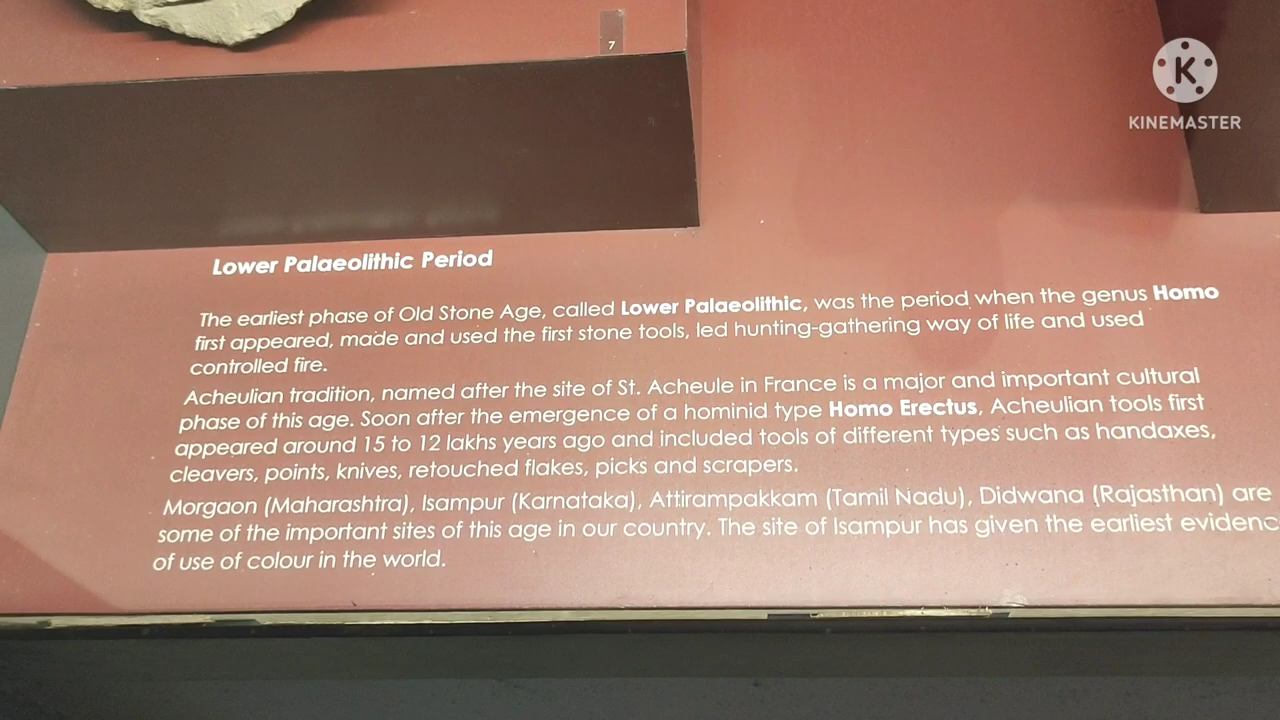 7
K
KINEMASTER
Lower Palaeolithic Period
The earliest phase of Old Stone Age, called Lower Palaeolithic, was the period when the genus Homo
first appeared, made and used the first stone tools, led hunting-gathering way of life and used
controlled fire.
Acheulian tradition, named after the site of St. Acheule in France is a major and important cultural
phase of this age. Soon after the emergence of a hominid type Homo Erectus, Acheulian tools first
appeared around 15 to 12 lakhs years ago and included tools of different types such as handaxes,
cleavers, points, knives, retouched flakes, picks and scrapers.
Morgaon (Maharashtra), Isampur (Karnataka), Attirampakkam (Tamil Nadu), Didwana (Rajasthan) are
some of the important sites of this age in our country. The site of Isampur has given the earliest evidenc
of use of colour in the world.